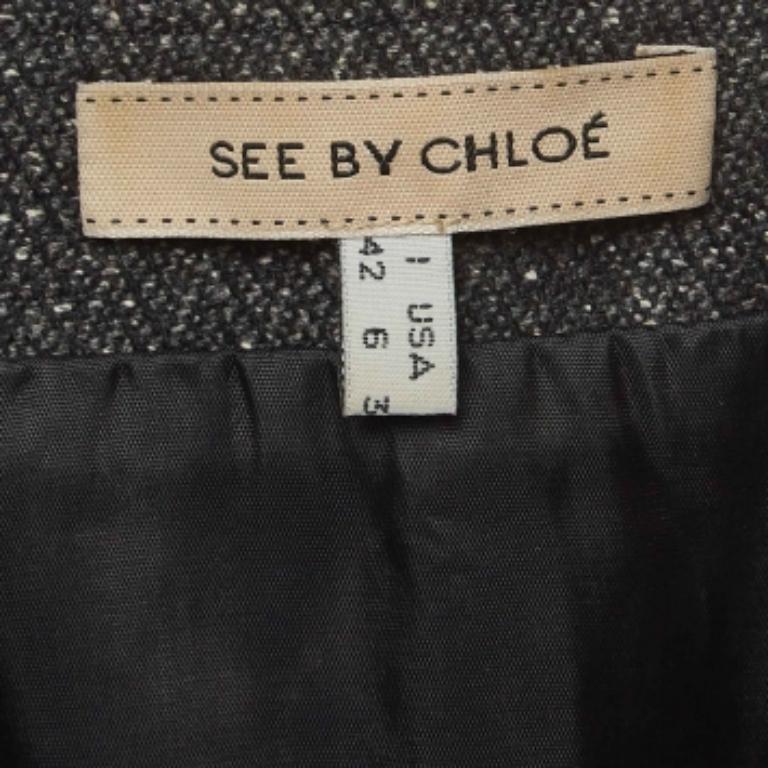 SEE BY CHLOÉ
I USA
42 6 3